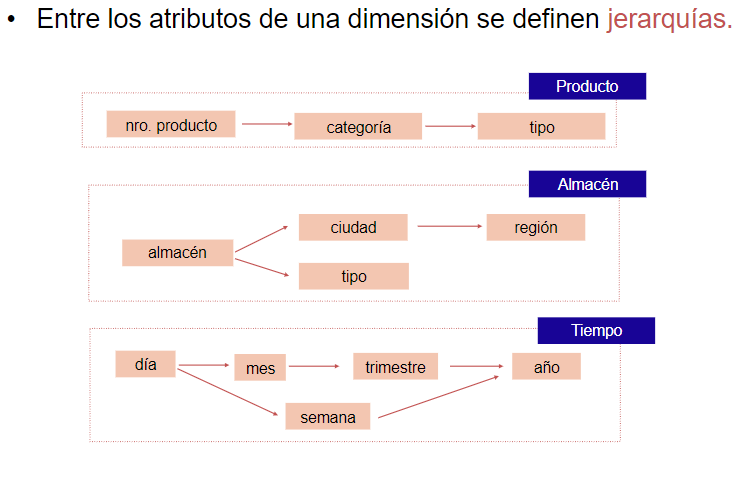 • Entre los atributos de una dimensión se definen jerarquías.
Producto
nro. producto
categoría
tipo
Almacén
almacén
ciudad
región
tipo
Tiempo
día
mes
trimestre
año
semana